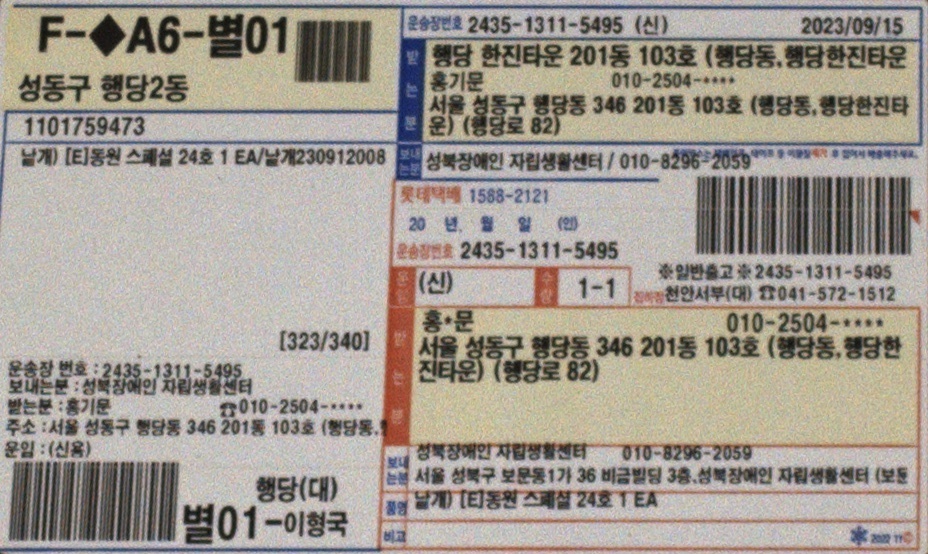 F-◆A6-별01
성동구 행당2동
1101759473
낱개) [E]동원 스페셜 24호 1 EA/낱개230912008
[323/340]
운송장 번호 : 2435-1311-5495
보내는분 : 성북장애인 자립생활센터
받는분 : 홍기문 ☎010-2504-****
주소 : 서울 성동구 행당동 346 201동 103호 (행당동,
운임 : (신용)
행당(대)
별01-이형국
운송장번호 2435-1311-5495 (신) 2023/09/15
받는분
행당 한진타운 201동 103호 (행당동,행당한진타운
홍기문 010-2504-****
서울 성동구 행당동 346 201동 103호 (행당동,행당한진타
운) (행당로 82)
보내는분 성북장애인 자립생활센터 / 010-8296-2059
롯데택배 1588-2121
20 년. 월 일 (인)
운송장번호 2435-1311-5495
※일반출고※2435-1311-5495
운임 (신) 수량 1-1
집하장 천안서부(대) ☎041-572-1512
받는분
홍*문 010-2504-****
서울 성동구 행당동 346 201동 103호 (행당동,행당한
진타운) (행당로 82)
보내는분 성북장애인 자립생활센터 010-8296-2059
서울 성북구 보문동1가 36 비금빌딩 3층,성북장애인 자립생활센터 (보문
품명 낱개) [E]동원 스페셜 24호 1 EA
비고
2022 11